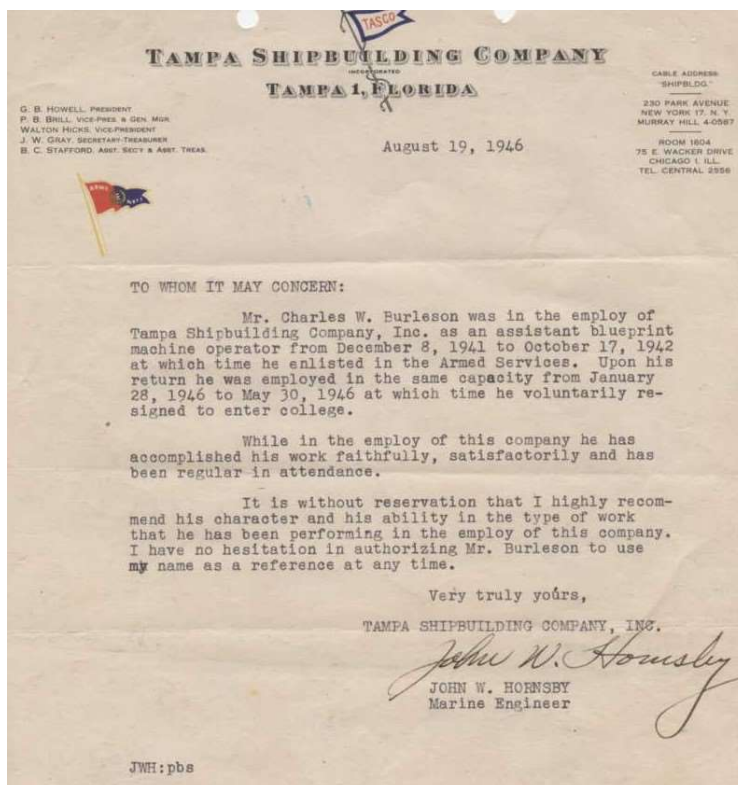 TASCO
TAMPA SHIPBUILDING COMPANY
INCORPORATED
TAMPA 1, FLORIDA
G. B. HOWELL, PRESIDENT
P. B. BRILL, VICE-PRES. & GEN. MGR.
WALTON HICKS, VICE-PRESIDENT
J. W. GRAY, SECRETARY-TREASURER
B. C. STAFFORD, ASST. SEC'Y & ASST. TREAS.
CABLE ADDRESS
"SHIPBLDG."
230 PARK AVENUE
NEW YORK 17, N. Y.
MURRAY HILL 4-0587
ROOM 1604
75 E. WACKER DRIVE
CHICAGO 1, ILL.
TEL. CENTRAL 2556
August 19, 1946
ARMY
NAVY
TO WHOM IT MAY CONCERN:
Mr. Charles W. Burleson was in the employ of
Tampa Shipbuilding Company, Inc. as an assistant blueprint
machine operator from December 8, 1941 to October 17, 1942
at which time he enlisted in the Armed Services. Upon his
return he was employed in the same capacity from January
28, 1946 to May 30, 1946 at which time he voluntarily re-
signed to enter college.
While in the employ of this company he has
accomplished his work faithfully, satisfactorily and has
been regular in attendance.
It is without reservation that I highly recom-
mend his character and his ability in the type of work
that he has been performing in the employ of this company.
I have no hesitation in authorizing Mr. Burleson to use
my name as a reference at any time.
Very truly yours,
TAMPA SHIPBUILDING COMPANY, INC.
John W. Hornsby
JOHN W. HORNSBY
Marine Engineer
JWH:pbs